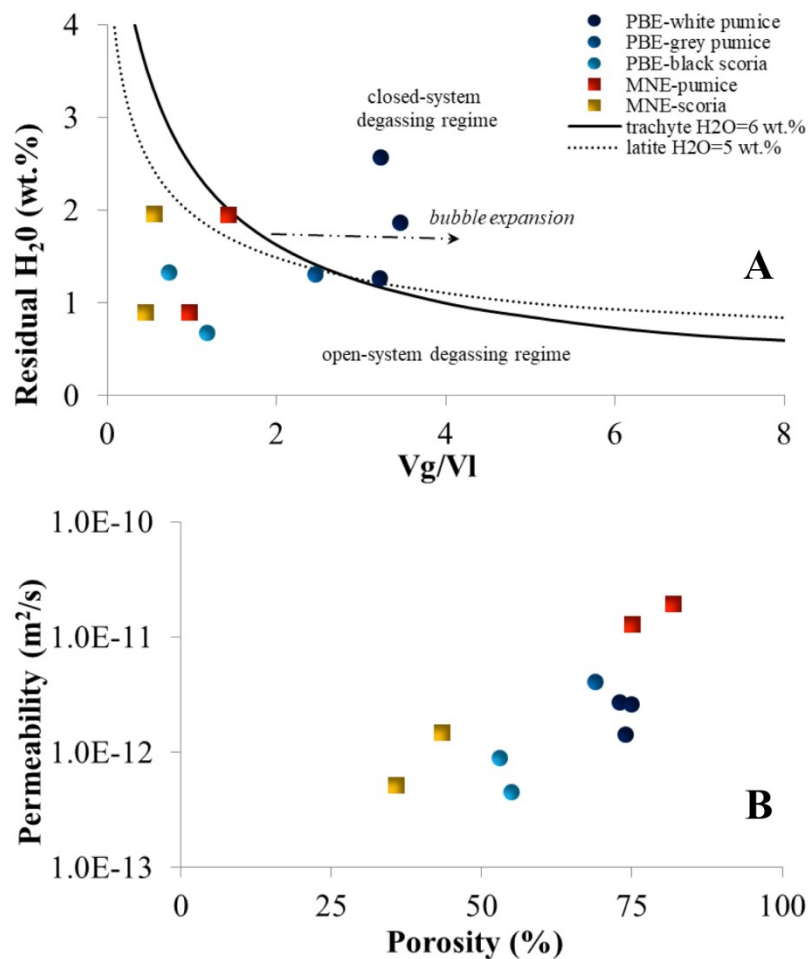 4
3
2
1
0
Residual H₂0 (wt.%)
0
2
4
6
8
Vg/Vl
PBE-white pumice
PBE-grey pumice
PBE-black scoria
MNE-pumice
MNE-scoria
trachyte H2O=6 wt.%
latite H2O=5 wt.%
closed-system
degassing regime
bubble expansion
A
open-system degassing regime
1.0E-10
1.0E-11
1.0E-12
1.0E-13
Permeability (m²/s)
B
0
25
50
75
100
Porosity (%)